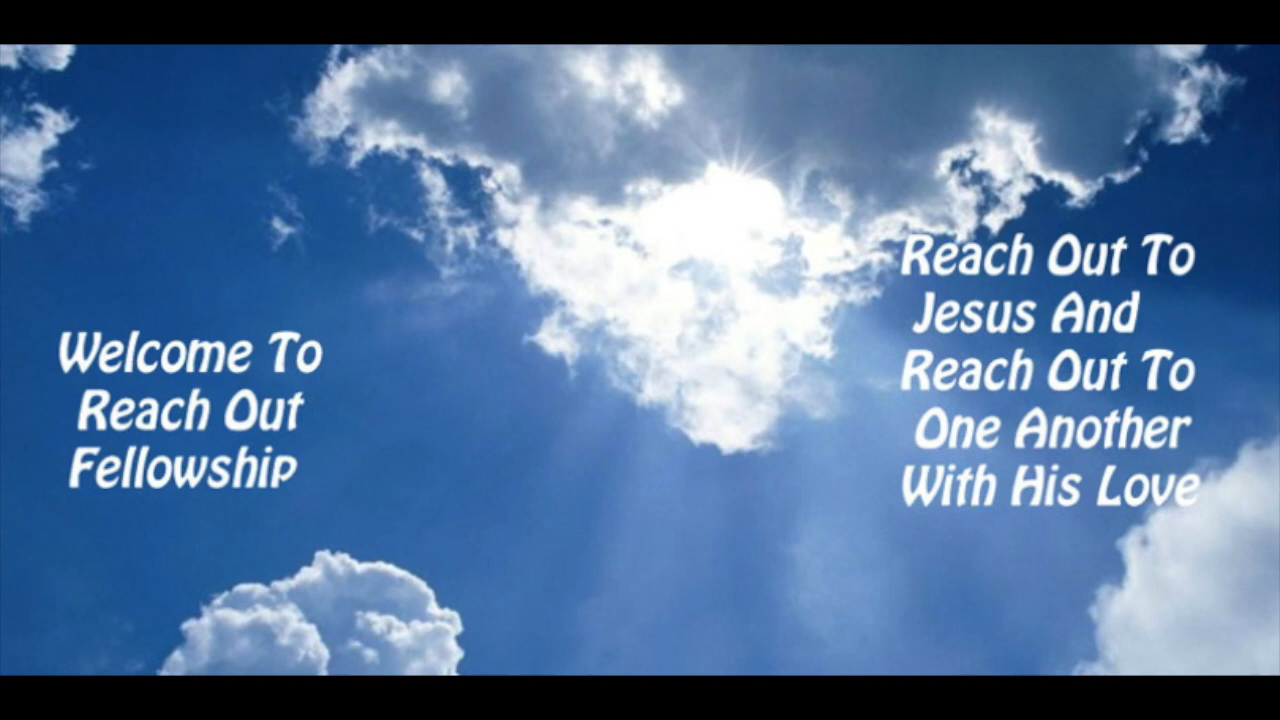 Welcome To
Reach Out
Fellowship
Reach Out To
Jesus And
Reach Out To
One Another
With His Love